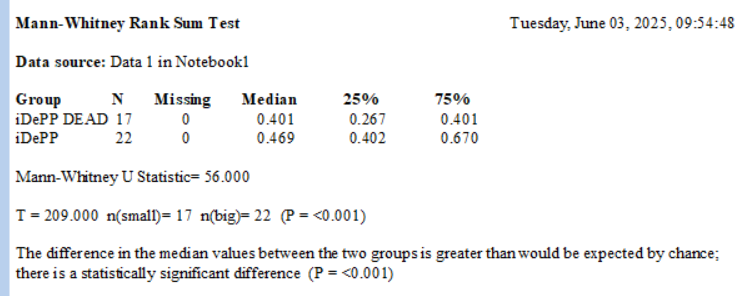 Mann-Whitney Rank Sum Test Tuesday, June 03, 2025, 09:54:48
Data source: Data 1 in Notebook1
Group N Missing Median 25% 75%
iDePP DEAD 17 0 0.401 0.267 0.401
iDePP 22 0 0.469 0.402 0.670
Mann-Whitney U Statistic= 56.000
T = 209.000 n(small)= 17 n(big)= 22 (P = <0.001)
The difference in the median values between the two groups is greater than would be expected by chance;
there is a statistically significant difference (P = <0.001)